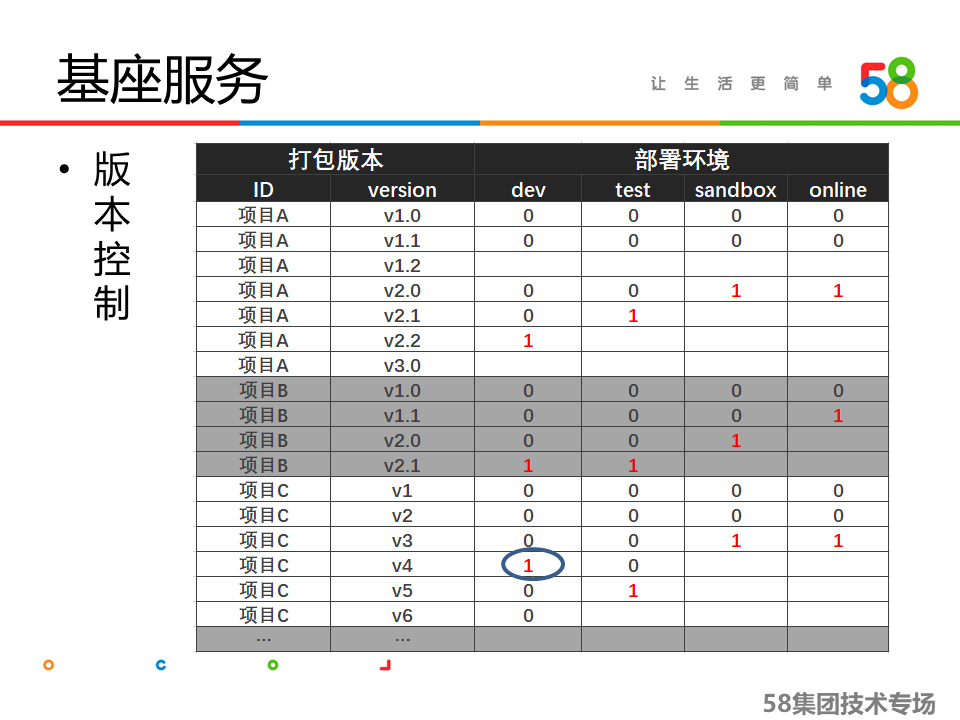 基座服务
让生活更简单
58
• 版本控制
打包版本 部署环境
ID version dev test sandbox online
项目A v1.0 0 0 0 0
项目A v1.1 0 0 0 0
项目A v1.2
项目A v2.0 0 0 1 1
项目A v2.1 0 1
项目A v2.2 1
项目A v3.0
项目B v1.0 0 0 0 0
项目B v1.1 0 0 0 1
项目B v2.0 0 0 1
项目B v2.1 1 1
项目C v1 0 0 0 0
项目C v2 0 0 0 0
项目C v3 0 0 1 1
项目C v4 1 0
项目C v5 0 1
项目C v6 0
... ...
58集团技术专场